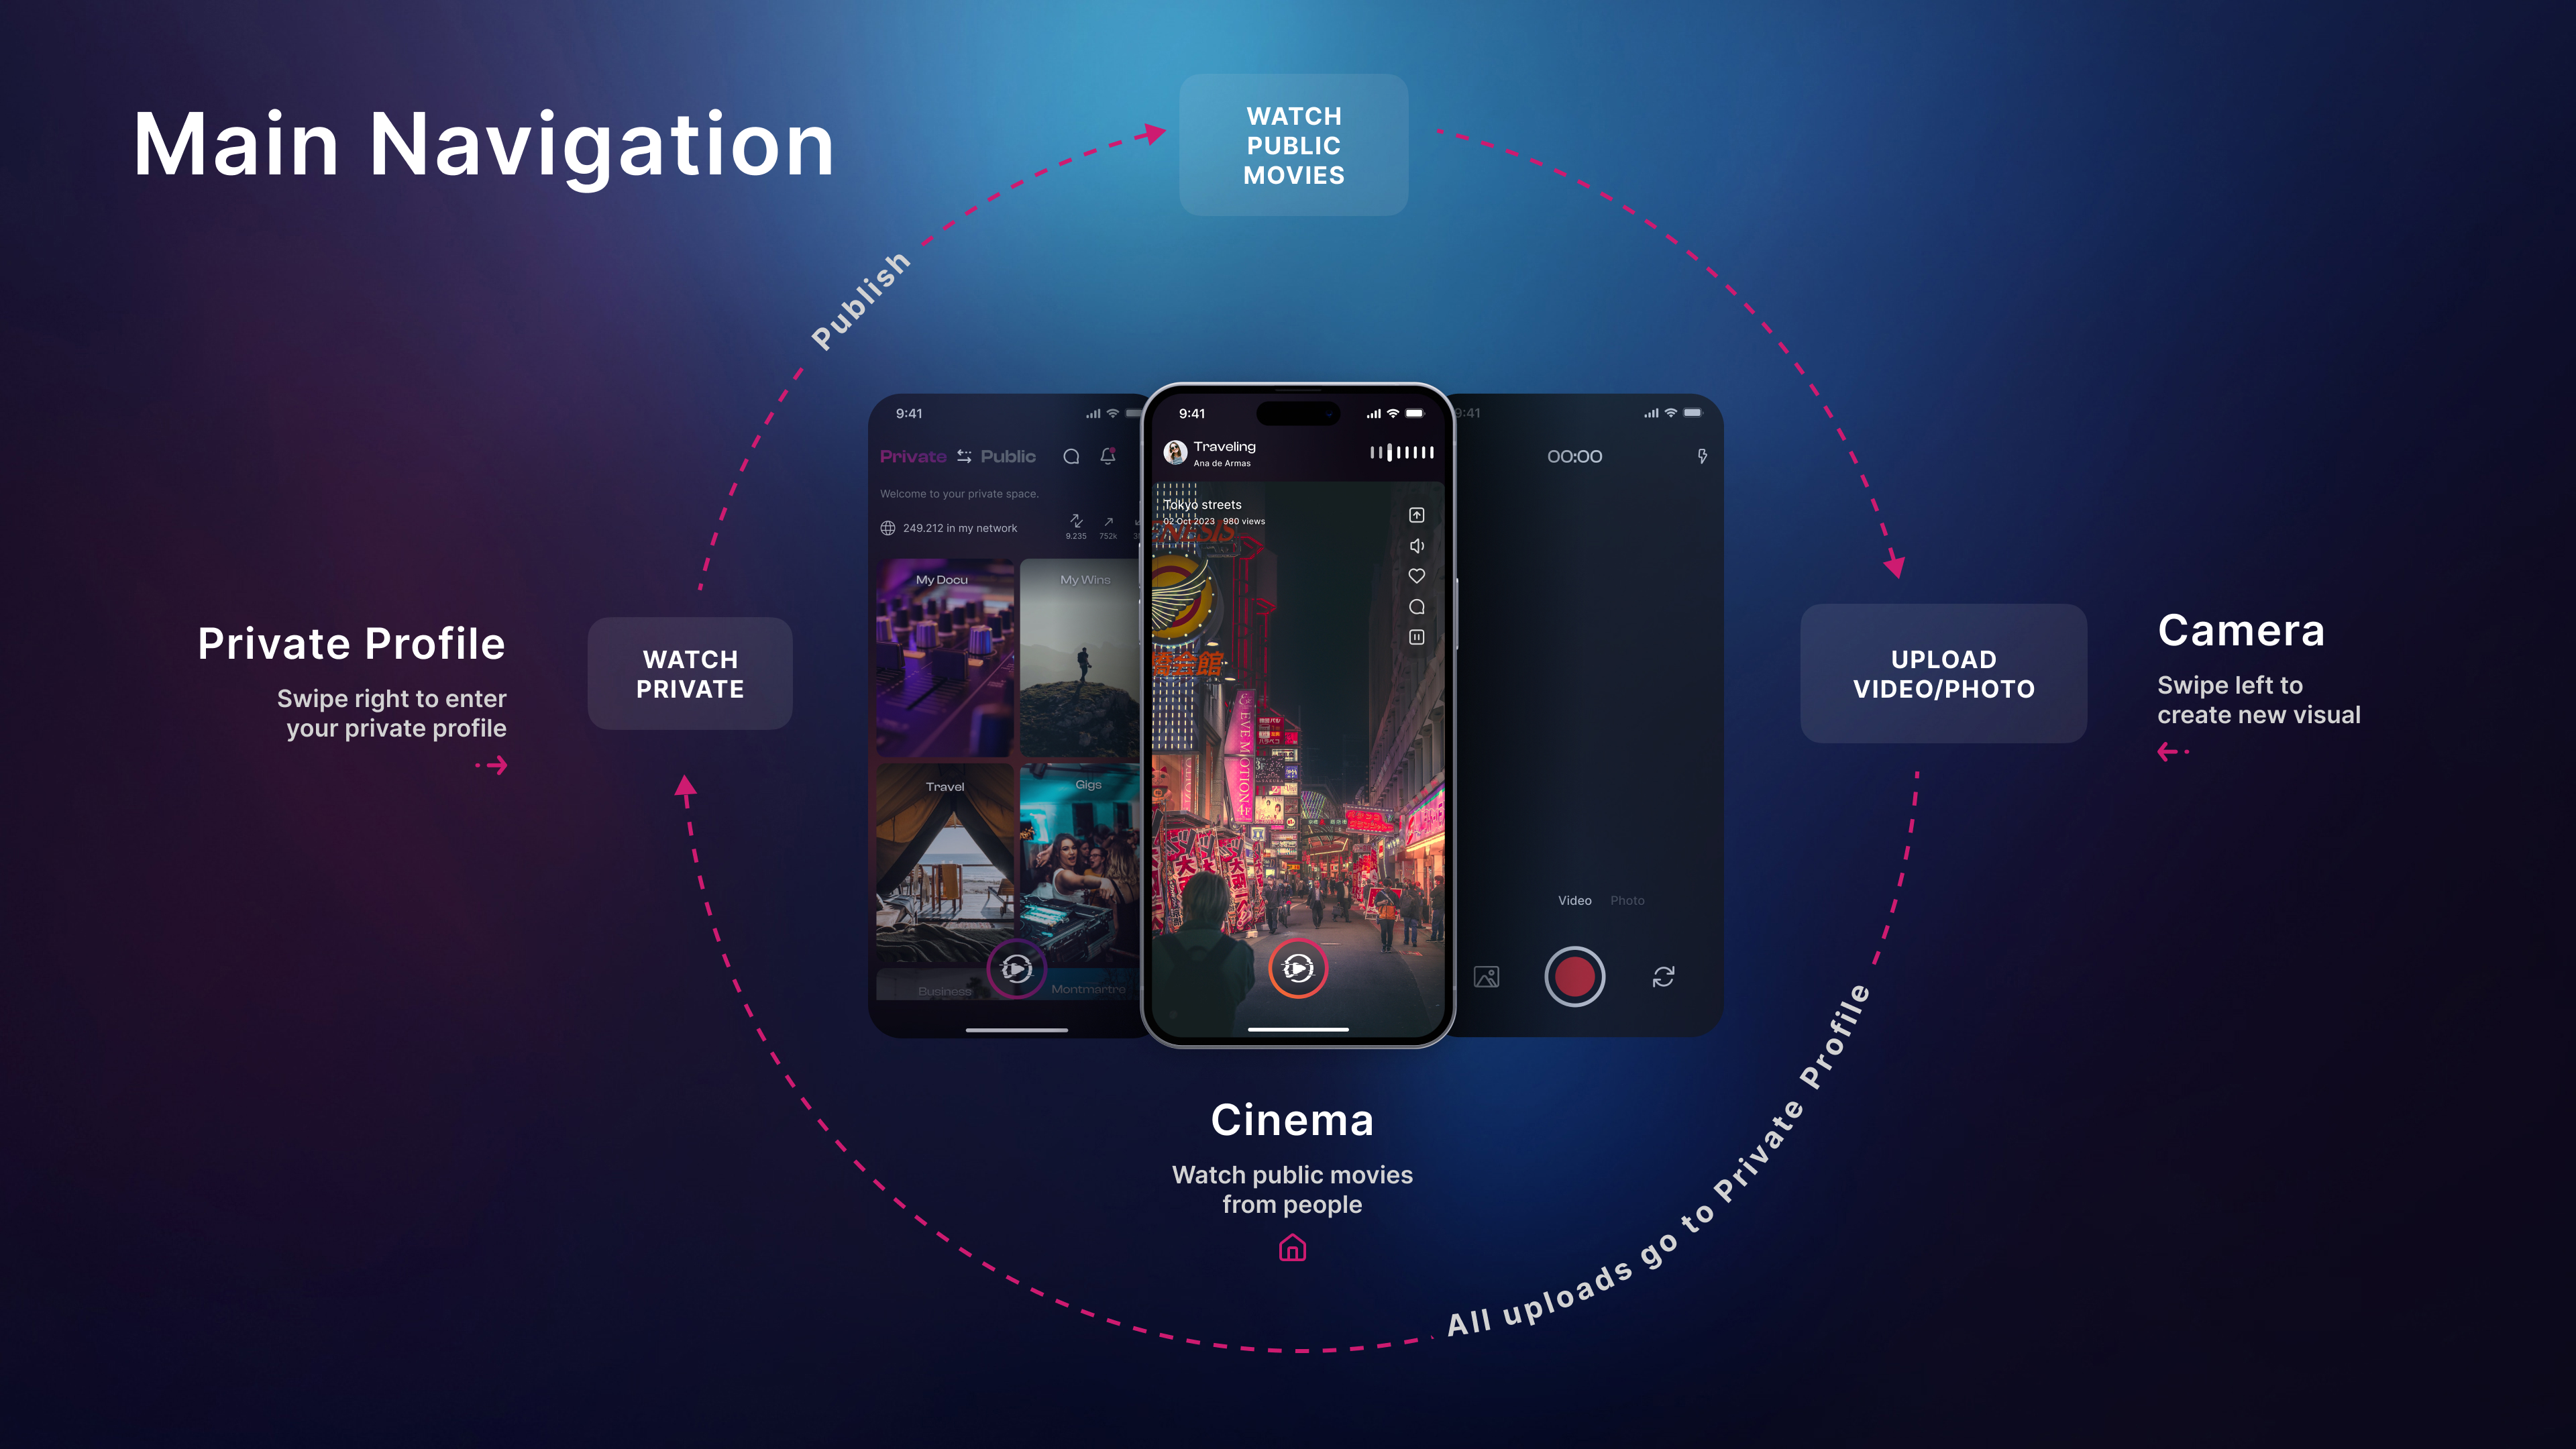 Main Navigation
WATCH
PUBLIC
MOVIES
Publish
Private Profile
Swipe right to enter
your private profile
WATCH
PRIVATE
9:41
Private Public
Welcome to your private space.
249.212 in my network
9.235
752k
My Docu
My Wins
Travel
Gigs
Business
Montmartre
9:41
Traveling
Ana de Armas
Tokyo streets
02 Oct 2023 980 views
EVE MOTION
9:41
00:00
Video Photo
UPLOAD
VIDEO/PHOTO
Camera
Swipe left to
create new visual
All uploads go to Private Profile
Cinema
Watch public movies
from people